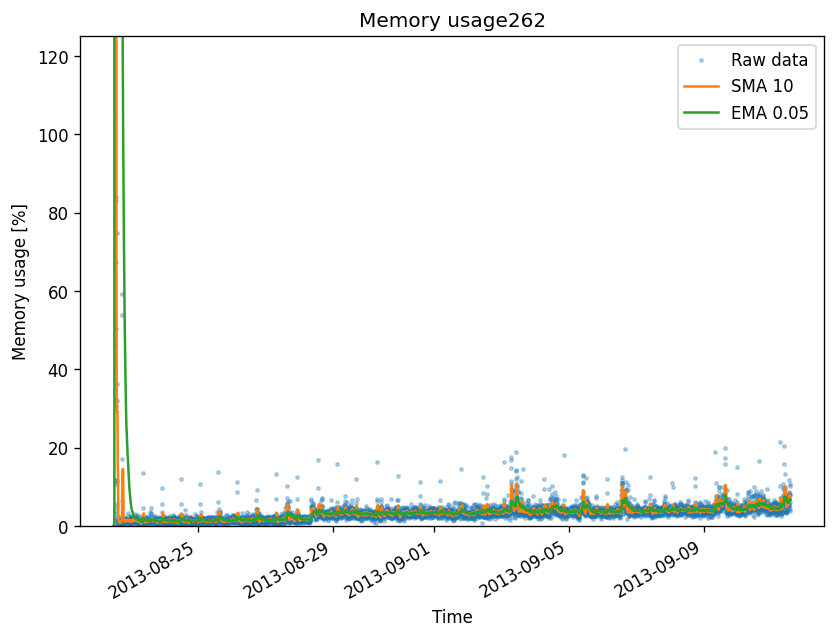 Memory usage262
Memory usage [%]
120
100
80
60
40
20
0
Raw data
SMA 10
EMA 0.05
2013-08-25
2013-08-29
2013-09-01
2013-09-05
2013-09-09
Time